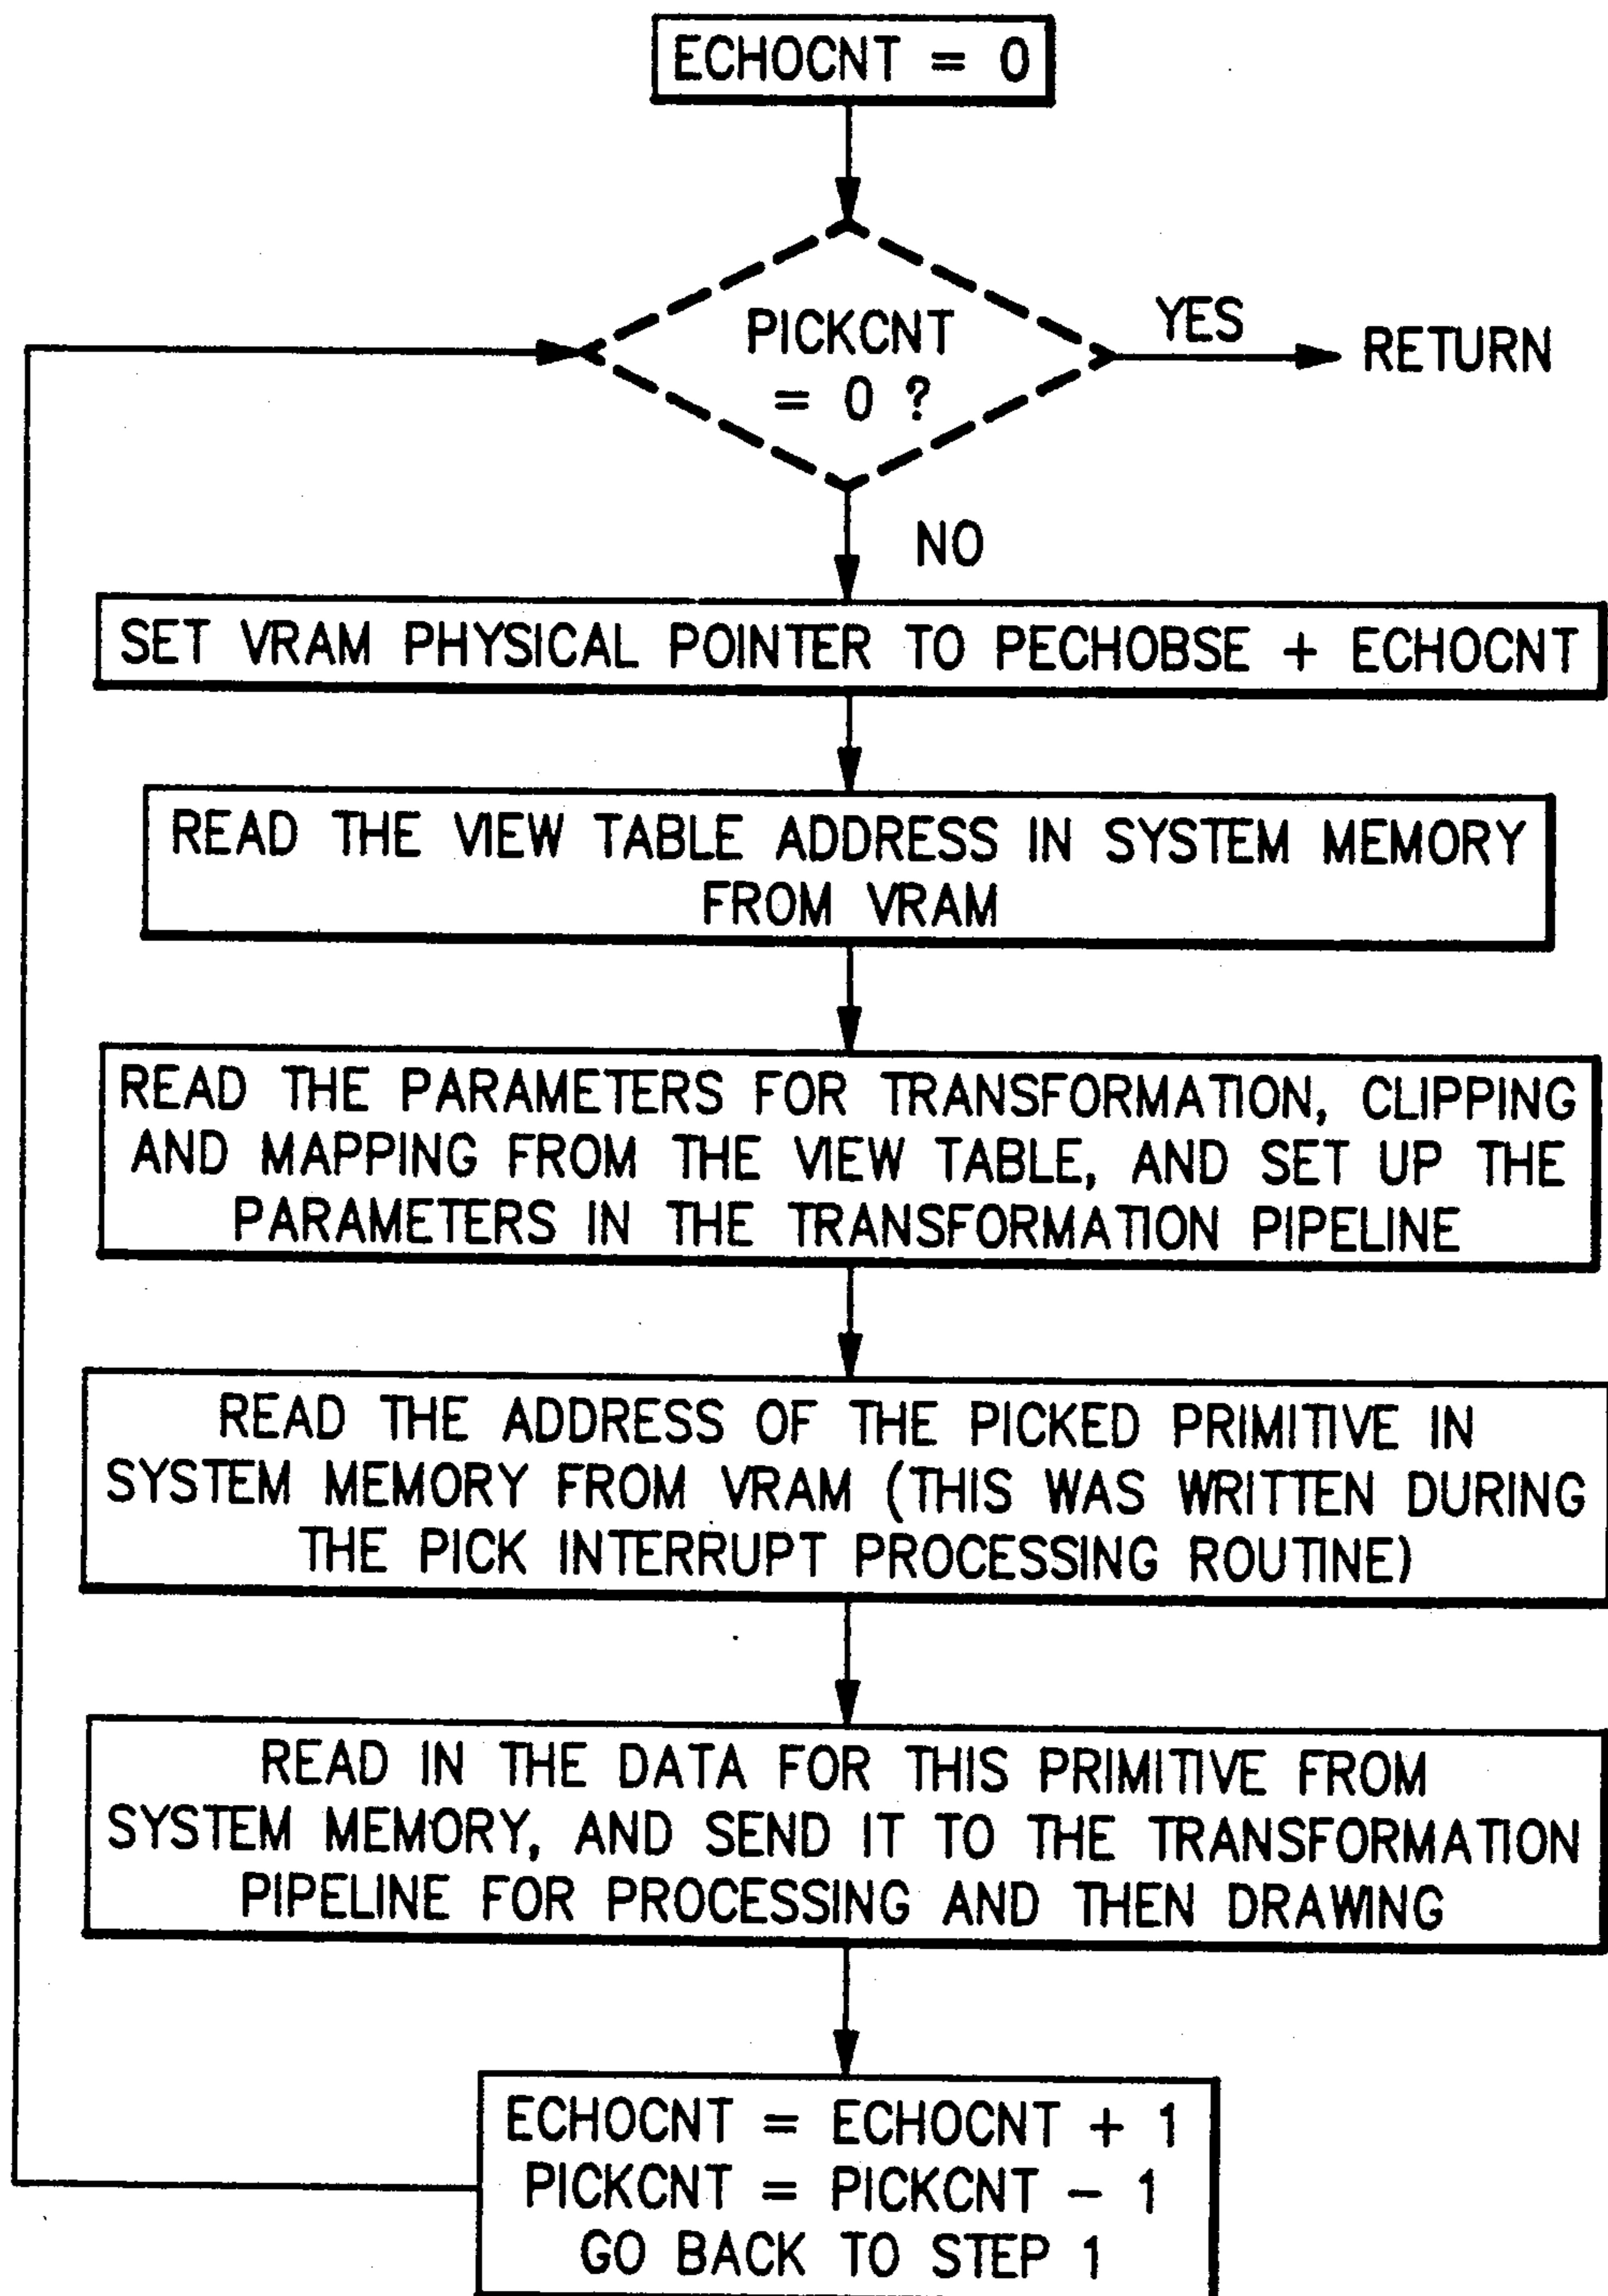 ECHOCNT = 0
PICKCNT
= 0 ?
YES
RETURN
NO
SET VRAM PHYSICAL POINTER TO PECHOBSE + ECHOCNT
READ THE VIEW TABLE ADDRESS IN SYSTEM MEMORY
FROM VRAM
READ THE PARAMETERS FOR TRANSFORMATION, CLIPPING
AND MAPPING FROM THE VIEW TABLE, AND SET UP THE
PARAMETERS IN THE TRANSFORMATION PIPELINE
READ THE ADDRESS OF THE PICKED PRIMITIVE IN
SYSTEM MEMORY FROM VRAM (THIS WAS WRITTEN DURING
THE PICK INTERRUPT PROCESSING ROUTINE)
READ IN THE DATA FOR THIS PRIMITIVE FROM
SYSTEM MEMORY, AND SEND IT TO THE TRANSFORMATION
PIPELINE FOR PROCESSING AND THEN DRAWING
ECHOCNT = ECHOCNT + 1
PICKCNT = PICKCNT - 1
GO BACK TO STEP 1